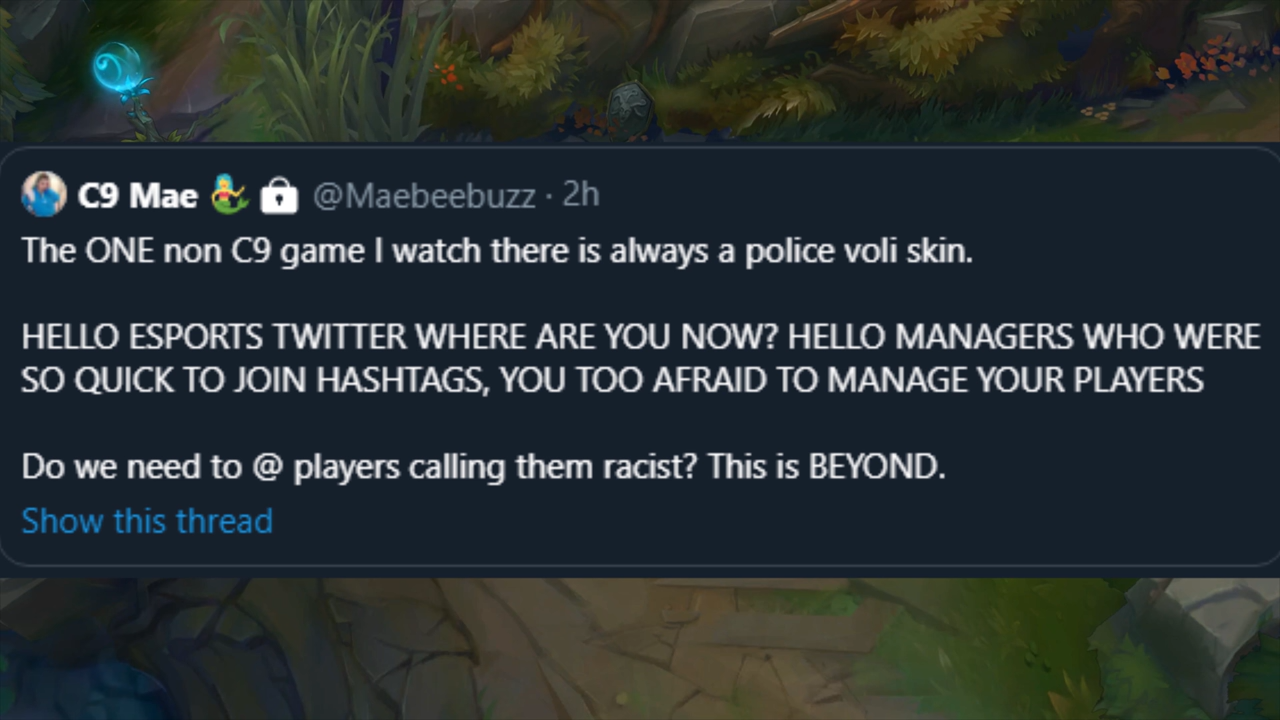 C9 Mae 🧜‍♀️ 🔒 @Maebeebuzz · 2h
The ONE non C9 game I watch there is always a police voli skin.
HELLO ESPORTS TWITTER WHERE ARE YOU NOW? HELLO MANAGERS WHO WERE
SO QUICK TO JOIN HASHTAGS, YOU TOO AFRAID TO MANAGE YOUR PLAYERS
Do we need to @ players calling them racist? This is BEYOND.
Show this thread